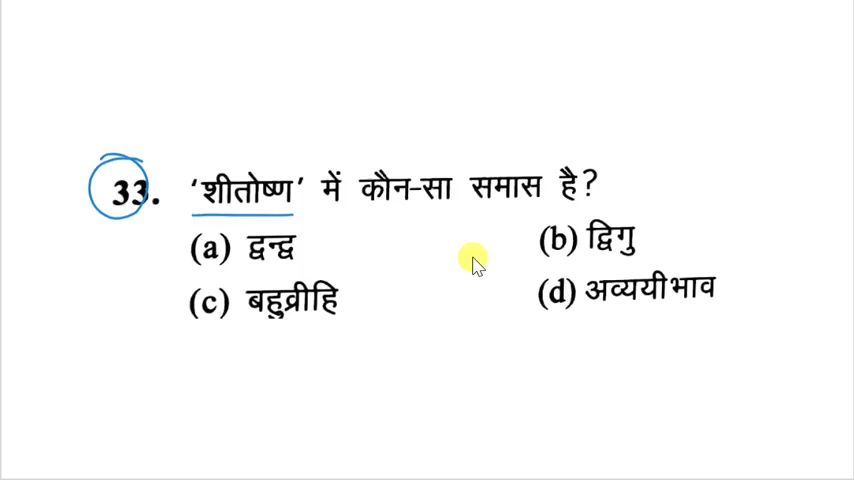 33. 'शीतोष्ण' में कौन-सा समास है?
(a) द्वन्द्व (b) द्विगु
(c) बहुव्रीहि (d) अव्ययीभाव